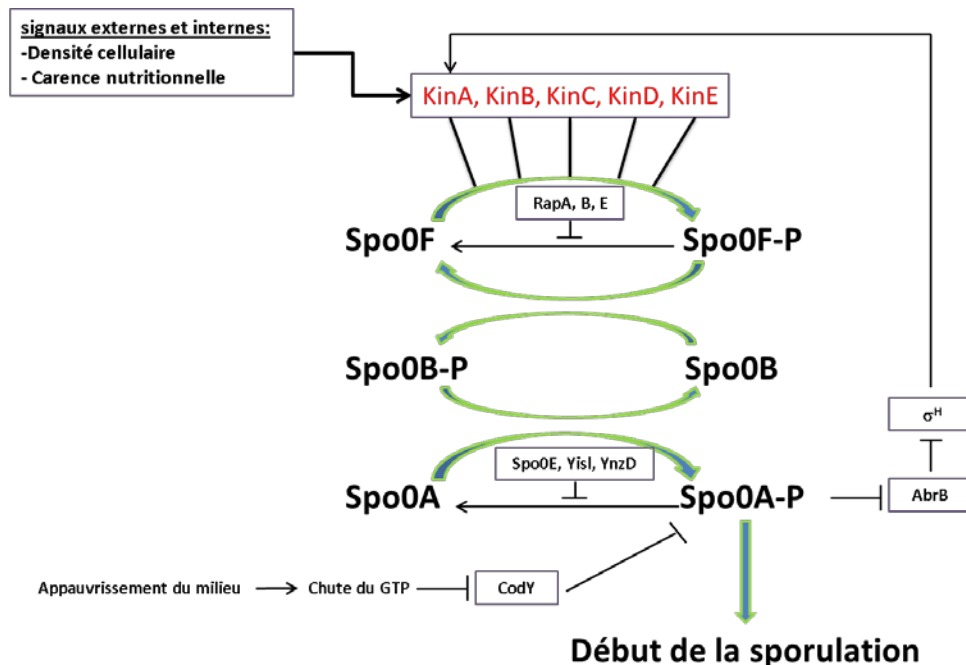 signaux externes et internes:
-Densité cellulaire
- Carence nutritionnelle
KinA, KinB, KinC, KinD, KinE
RapA, B, E
Spo0F
Spo0F-P
Spo0B-P
Spo0B
σH
Spo0E, YisI, YnzD
Spo0A
Spo0A-P
AbrB
Appauvrissement du milieu
Chute du GTP
CodY
Début de la sporulation